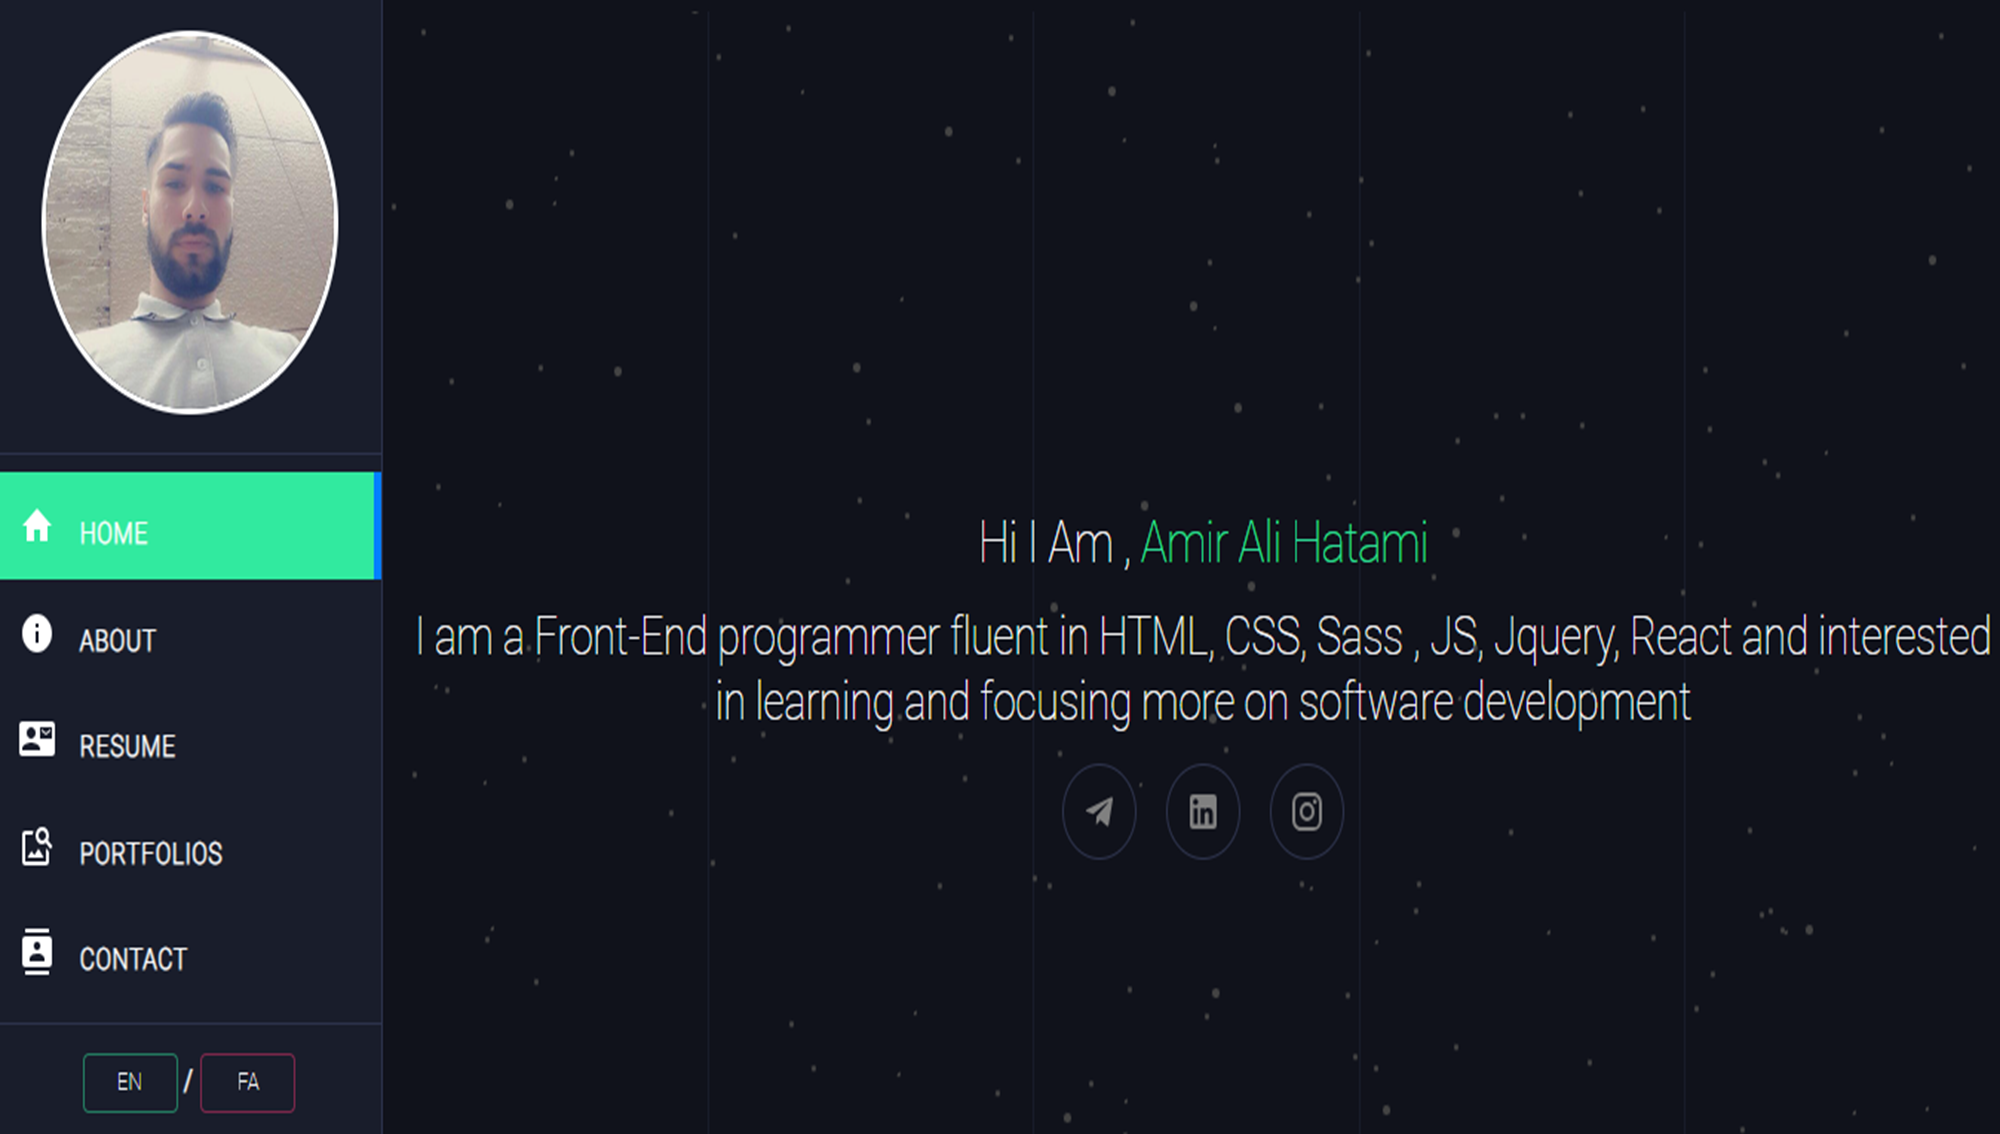 HOME
ABOUT
RESUME
PORTFOLIOS
CONTACT
EN / FA
Hi I Am , Amir Ali Hatami
I am a Front-End programmer fluent in HTML, CSS, Sass , JS, Jquery, React and interested
in learning and focusing more on software development